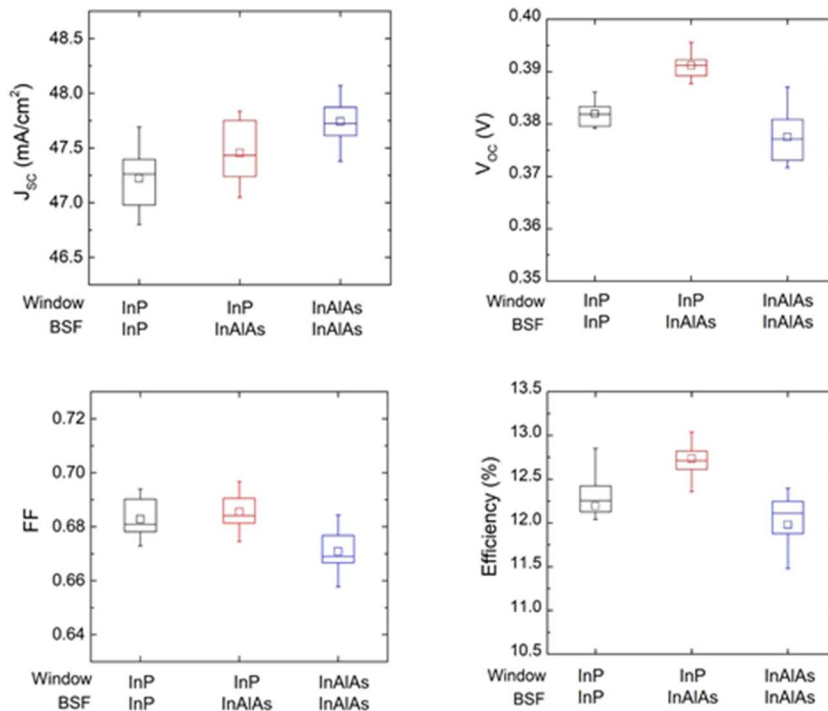 48.5
48.0
47.5
47.0
46.5
J_SC (mA/cm²)
Window InP InP InAlAs
BSF InP InAlAs InAlAs
0.40
0.39
0.38
0.37
0.36
0.35
V_OC (V)
Window InP InP InAlAs
BSF InP InAlAs InAlAs
0.72
0.70
0.68
0.66
0.64
FF
Window InP InP InAlAs
BSF InP InAlAs InAlAs
13.5
13.0
12.5
12.0
11.5
11.0
10.5
Efficiency (%)
Window InP InP InAlAs
BSF InP InAlAs InAlAs